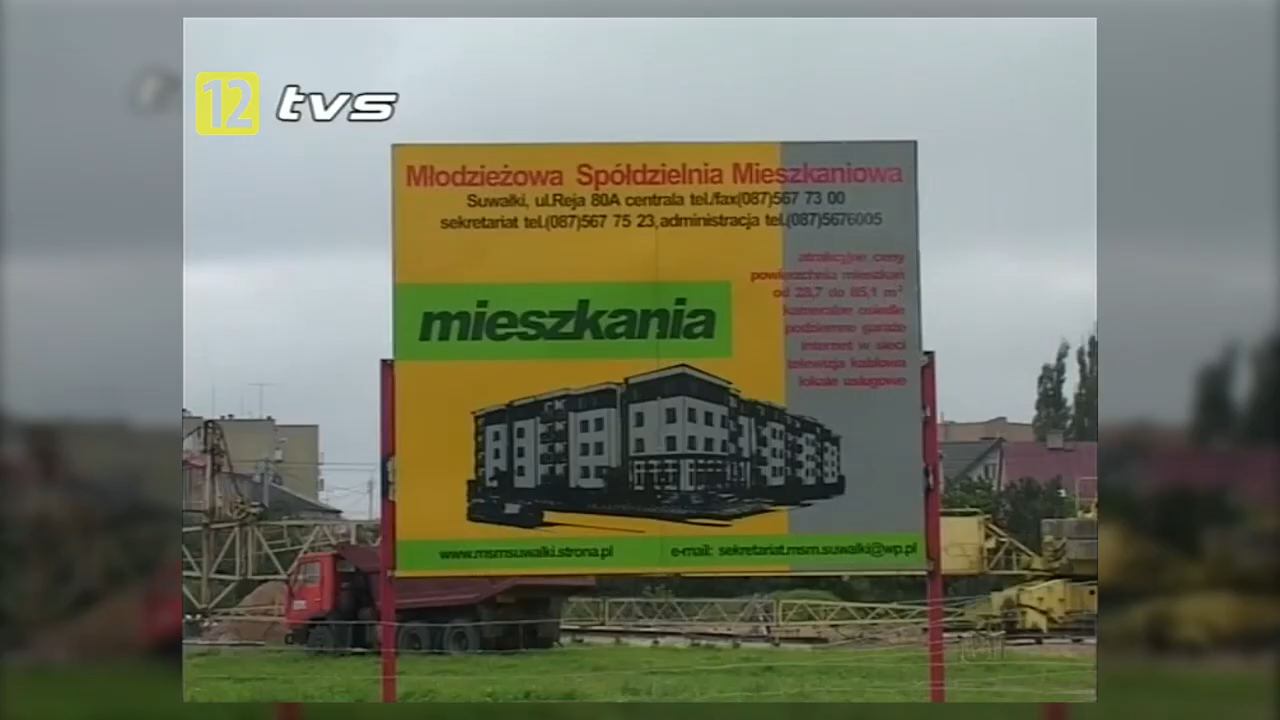 12 tvs
Młodzieżowa Spółdzielnia Mieszkaniowa
Suwałki, ul.Reja 80A centrala tel./fax(087)567 73 00
sekretariat tel.(087)567 75 23,administracja tel.(087)5676005
atrakcyjne ceny
powierzchnia mieszkań
od 28,7 do 85,1 m²
kameralne osiedle
podziemne garaże
internet w sieci
telewizja kablowa
lokale usługowe
mieszkania
www.msmsuwalki.strona.pl
e-mail: sekretariat.msm.suwalki@wp.pl